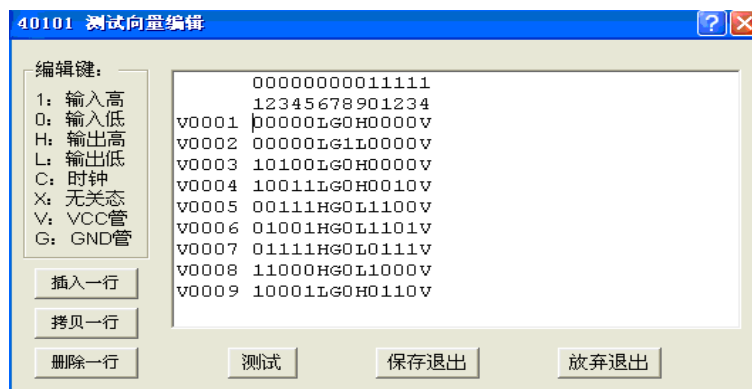 40101 测试向量编辑
编辑键:
1: 输入高
0: 输入低
H: 输出高
L: 输出低
C: 时钟
X: 无关态
V: VCC管
G: GND管
插入一行
拷贝一行
删除一行
00000000011111
12345678901234
V0001 00000LG0H0000V
V0002 00000LG1L0000V
V0003 10100LG0H0000V
V0004 10011LG0H0010V
V0005 00111HG0L1100V
V0006 01001HG0L1101V
V0007 01111HG0L0111V
V0008 11000HG0L1000V
V0009 10001LG0H0110V
测试
保存退出
放弃退出